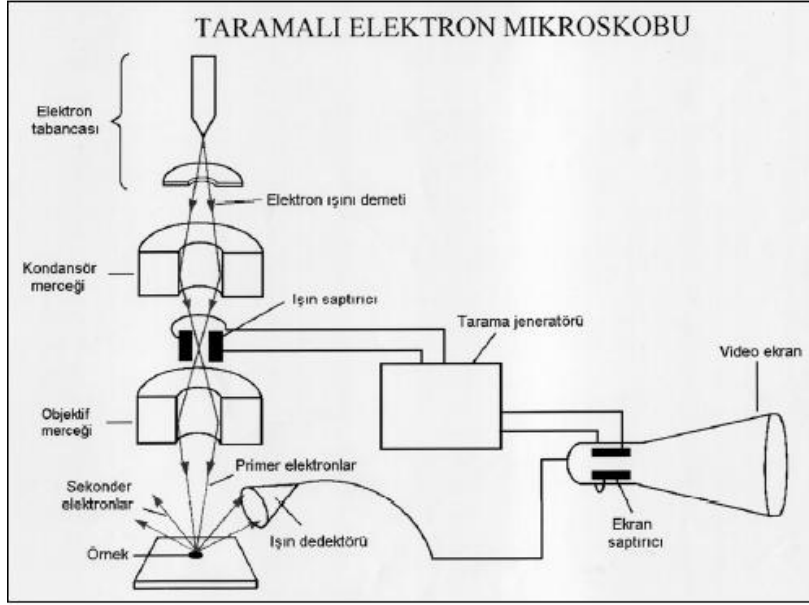 TARAMALI ELEKTRON MIKROSKOBU
Elektron
tabancası
Elektron ışını demeti
Kondansör
merceği
Işın saptırıcı
Tarama jeneratörü
Video ekran
Objektif
merceği
Primer elektronlar
Sekonder
elektronlar
Işın dedektörü
Ekran
saptırıcı
Örnek